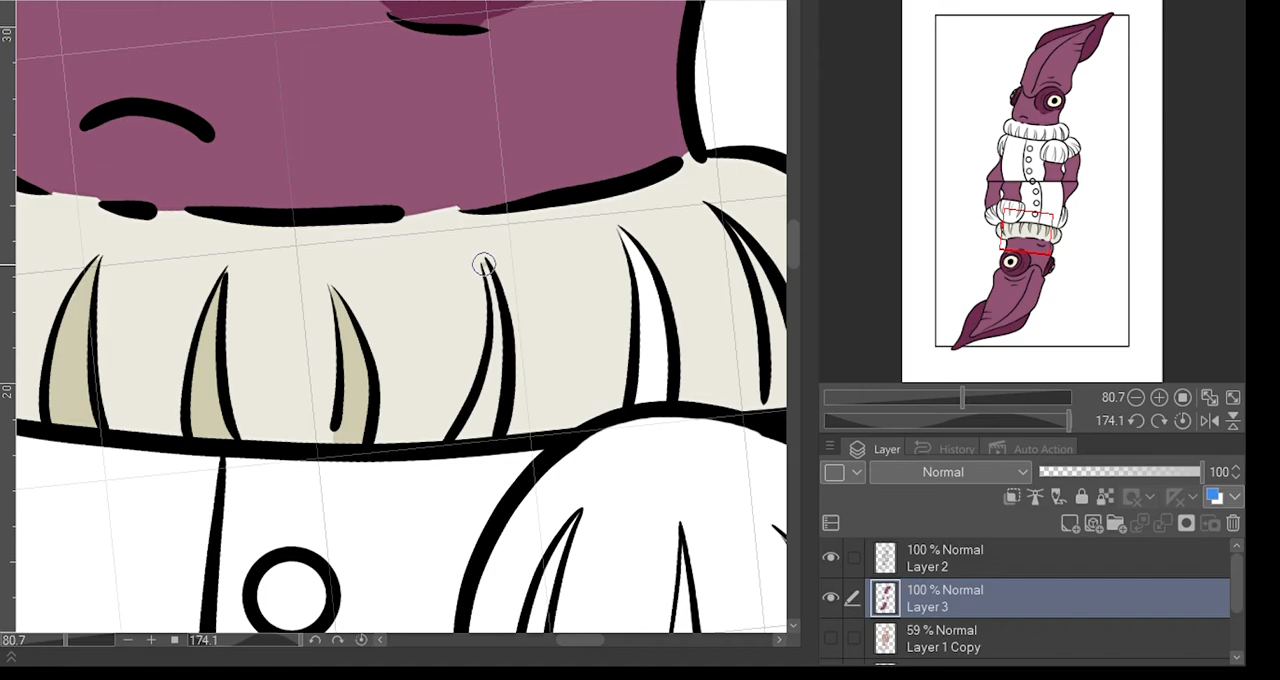 30
20
80.7
174.1
80.7
174.1
Layer
History
Auto Action
Normal
100
100 % Normal
Layer 2
100 % Normal
Layer 3
59 % Normal
Layer 1 Copy